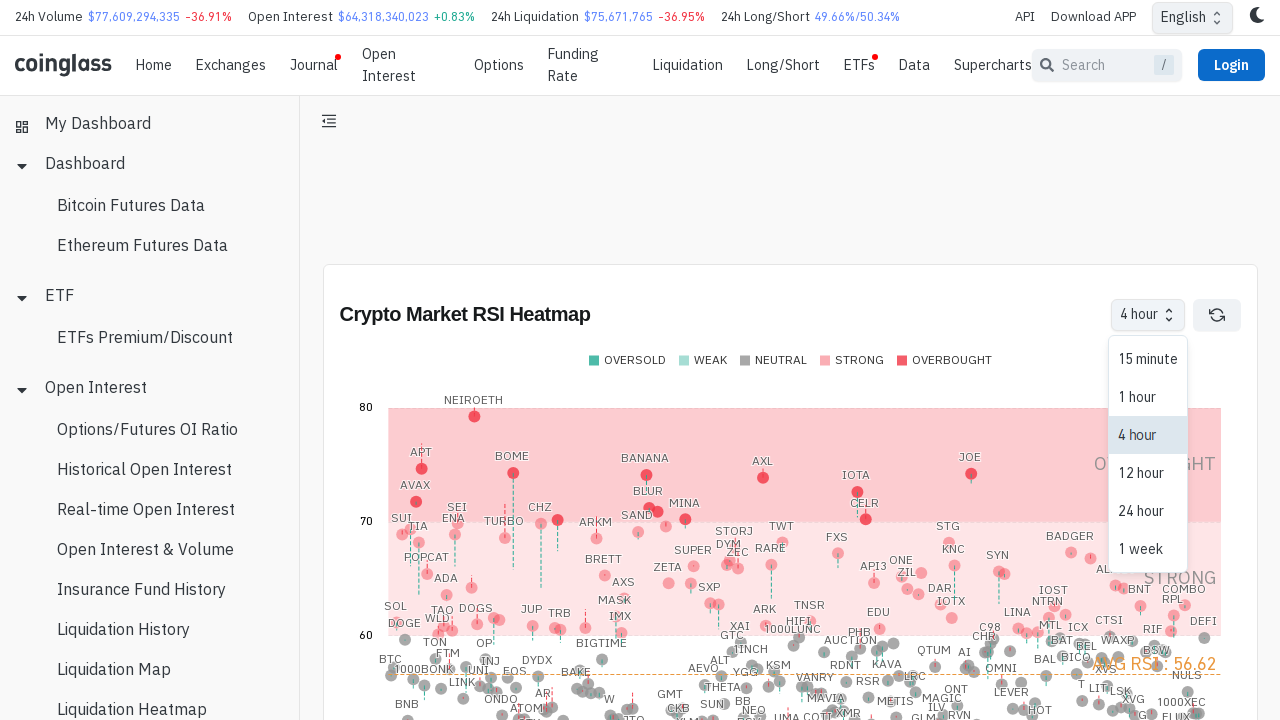 24h Volume $77,609,294,335 -36.91% Open Interest $64,318,340,023 +0.83% 24h Liquidation $75,671,765 -36.95% 24h Long/Short 49.66%/50.34% API Download APP English
coinglass Home Exchanges Journal Open Interest Options Funding Rate Liquidation Long/Short ETFs Data Supercharts Search / Login
My Dashboard
Dashboard
Bitcoin Futures Data
Ethereum Futures Data
ETF
ETFs Premium/Discount
Open Interest
Options/Futures OI Ratio
Historical Open Interest
Real-time Open Interest
Open Interest & Volume
Insurance Fund History
Liquidation History
Liquidation Map
Liquidation Heatmap
Crypto Market RSI Heatmap 4 hour
15 minute
1 hour
4 hour
12 hour
24 hour
1 week
OVERSOLD WEAK NEUTRAL STRONG OVERBOUGHT
80
NEIROETH
APT BOME BANANA AXL IOTA JOE
AVAX BLUR MINA CELR
SEI CHZ
70
SUI TIA ENA TURBO ARKM SAND STORJ TWT STG
POPCAT BRETT SUPER DYM ZEC RARE FXS KNC SYN BADGER
ADA AXS ZETA SXP API3 ONE ZIL DAR IOST BNT COMBO
STRONG
SOL DOGE TAO WLD DOGS JUP TRB MASK IMX ARK TNSR EDU IOTX LINA NTRN CTSI RPL
60
XAI HIFI 1000LUNC PHB C98 MTL ICX RIF DEFI
TON OP BIGTIME GTC 1INCH AUCTION CHR BAT BEL WAXP BSW
BTC FTM INJ DYDX ALT KSM RDNT KAVA QTUM AI BAL BICO XVS
AVG RSI : 56.62
1000BONK UNI EOS BAKE AEVO YGG VANRY RSR LRC OMNI NULS
LINK THETA ONT T LSK
BNB ONDO AR W GMT SUN BB MAVIA METIS MAGIC LEVER XVG 1000XEC
ATOM CKB NEO XMR ILV HOT